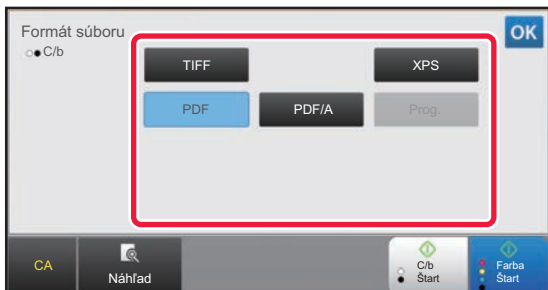 Formát súboru
C/b
OK
TIFF
XPS
PDF
PDF/A
Prog.
CA
Náhľad
C/b
Štart
Farba
Štart